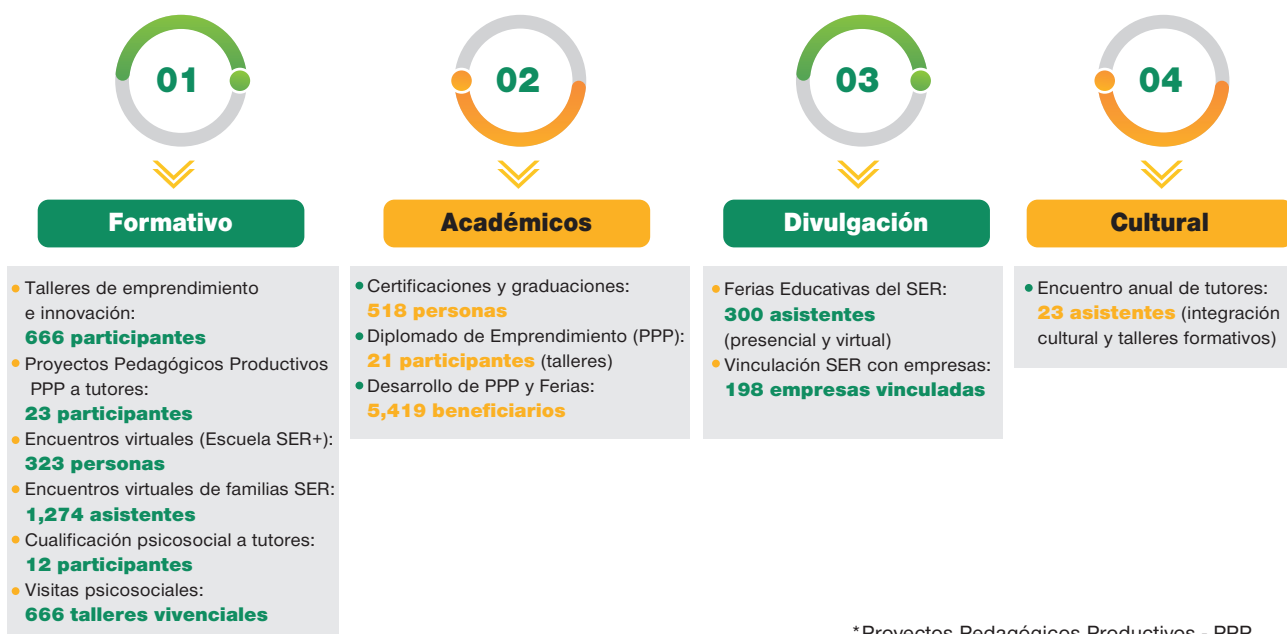 01
Formativo
• Talleres de emprendimiento
e innovación:
666 participantes
• Proyectos Pedagógicos Productivos
PPP a tutores:
23 participantes
• Encuentros virtuales (Escuela SER+):
323 personas
• Encuentros virtuales de familias SER:
1,274 asistentes
• Cualificación psicosocial a tutores:
12 participantes
• Visitas psicosociales:
666 talleres vivenciales
02
Académicos
• Certificaciones y graduaciones:
518 personas
• Diplomado de Emprendimiento (PPP):
21 participantes (talleres)
• Desarrollo de PPP y Ferias:
5,419 beneficiarios
03
Divulgación
• Ferias Educativas del SER:
300 asistentes
(presencial y virtual)
• Vinculación SER con empresas:
198 empresas vinculadas
04
Cultural
• Encuentro anual de tutores:
23 asistentes (integración
cultural y talleres formativos)
*Proyectos Pedagógicos Productivos - PPP